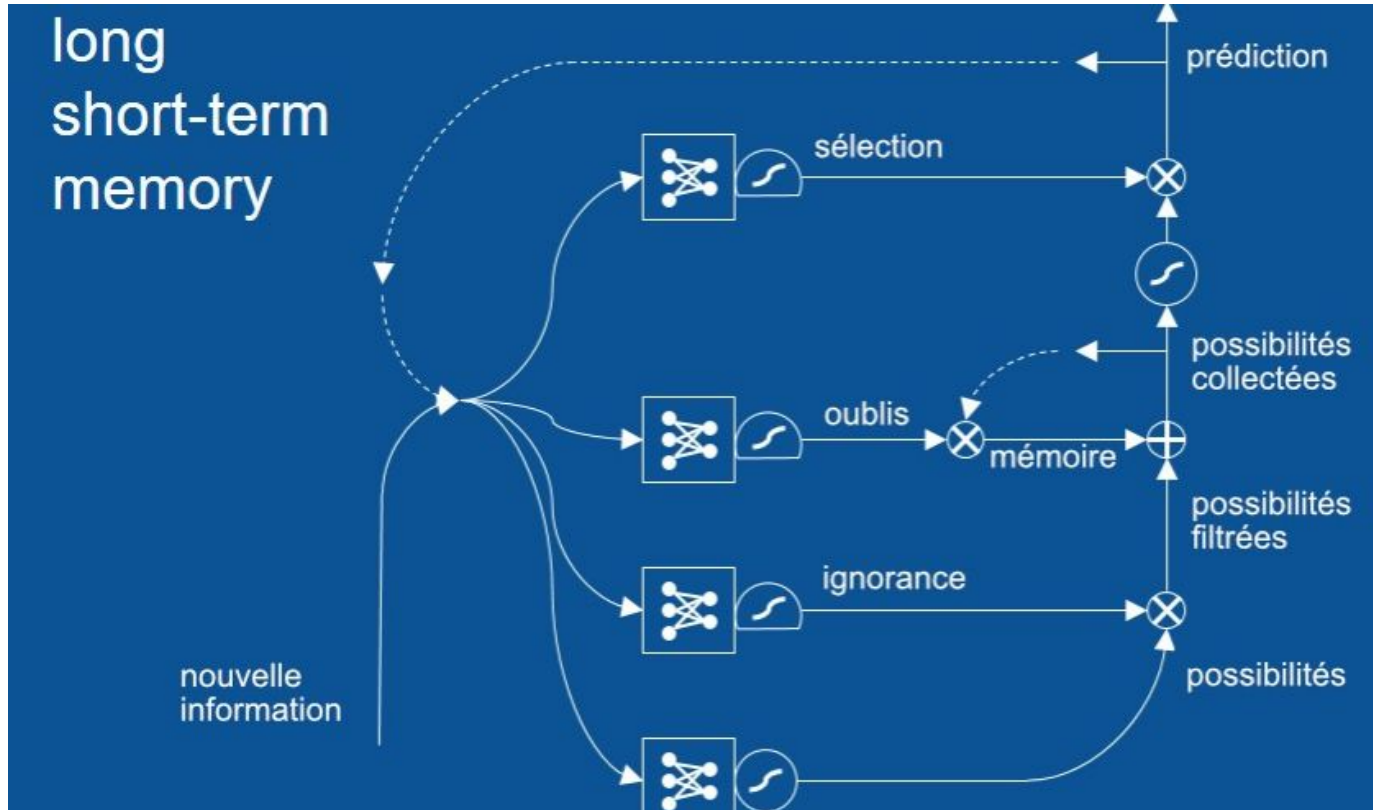 long
short-term
memory
prédiction
sélection
possibilités
collectées
oublis
mémoire
possibilités
filtrées
ignorance
possibilités
nouvelle
information